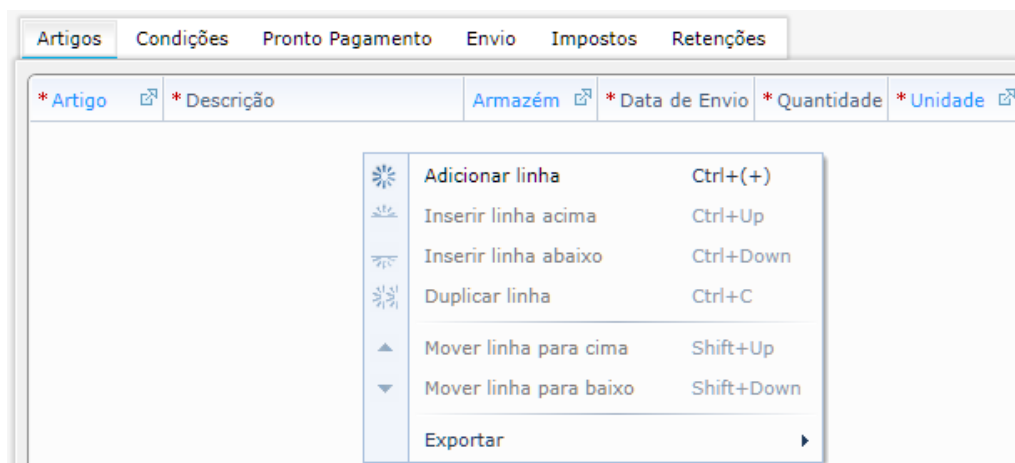 Artigos Condições Pronto Pagamento Envio Impostos Retenções
*Artigo *Descrição Armazém *Data de Envio *Quantidade *Unidade
Adicionar linha Ctrl+(+)
Inserir linha acima Ctrl+Up
Inserir linha abaixo Ctrl+Down
Duplicar linha Ctrl+C
Mover linha para cima Shift+Up
Mover linha para baixo Shift+Down
Exportar